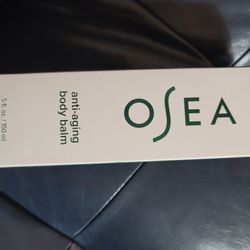 OSEA
anti-aging
body balm
5 fl. oz. / 150 ml